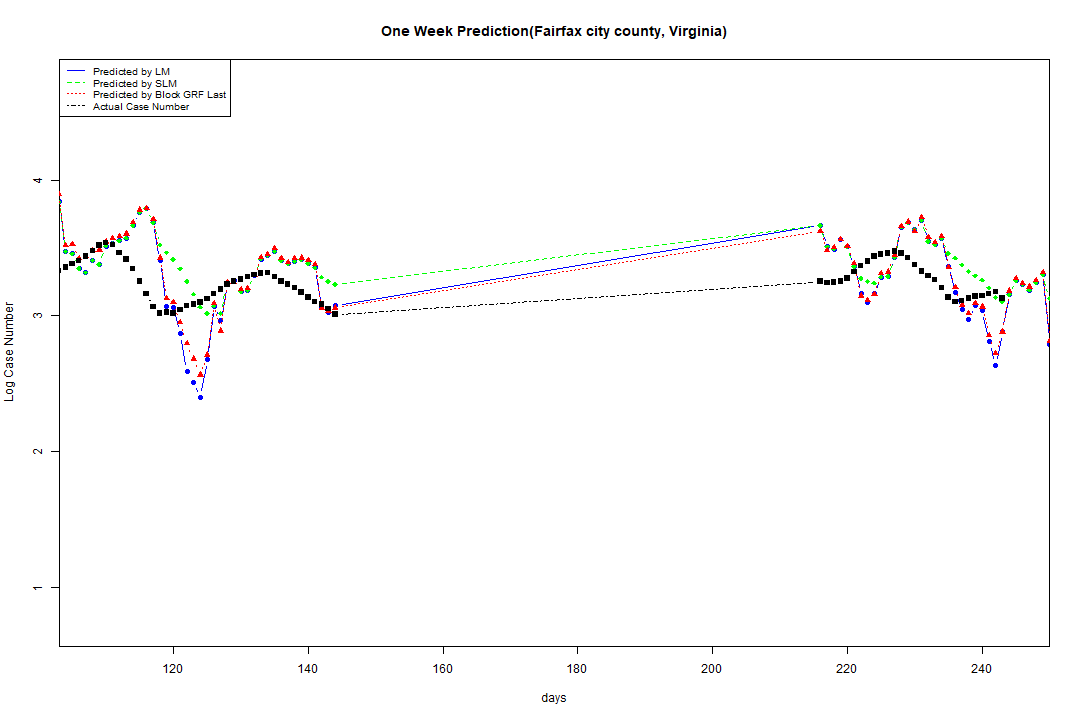 One Week Prediction(Fairfax city county, Virginia)
Predicted by LM
Predicted by SLM
Predicted by Block GRF Last
Actual Case Number
4
3
2
1
Log Case Number
120 140 160 180 200 220 240
days